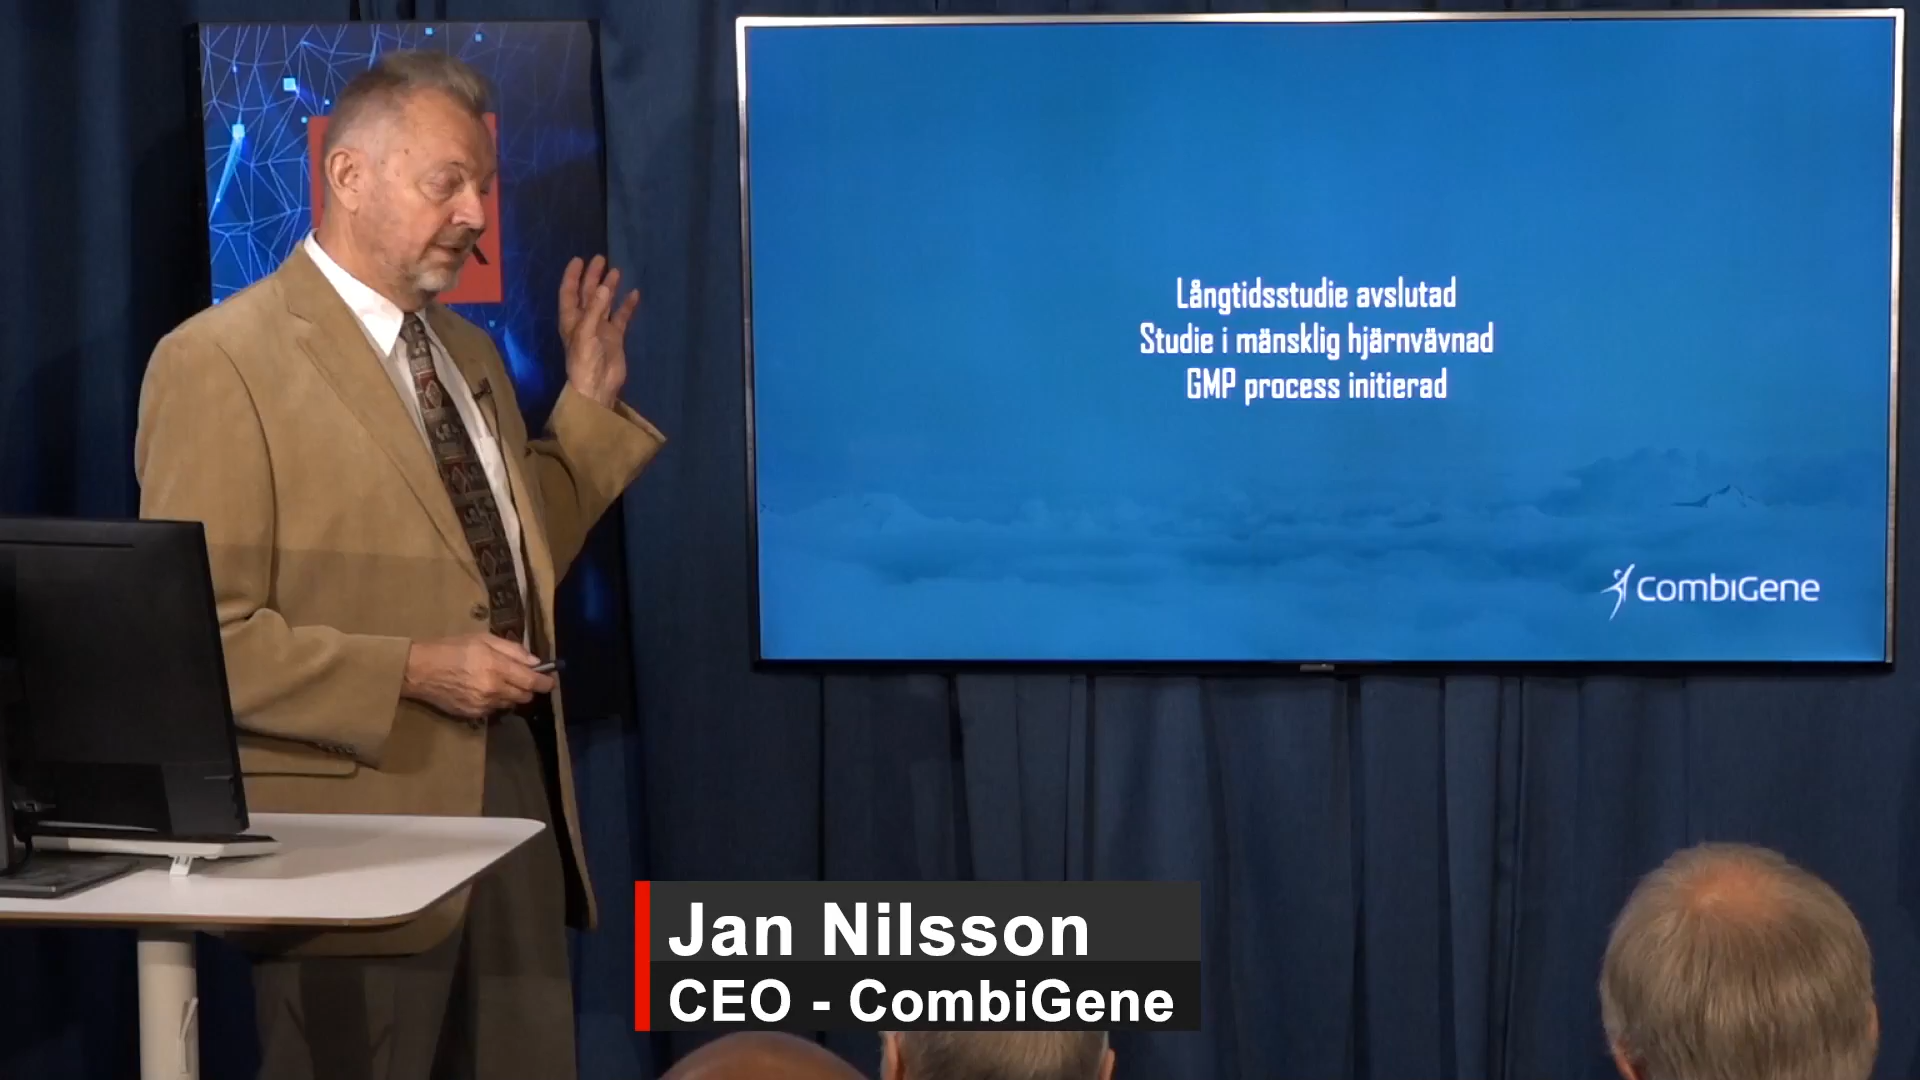 Långtidsstudie avslutad
Studie i mänsklig hjärnvävnad
GMP process initierad
CombiGene
Jan Nilsson
CEO - CombiGene